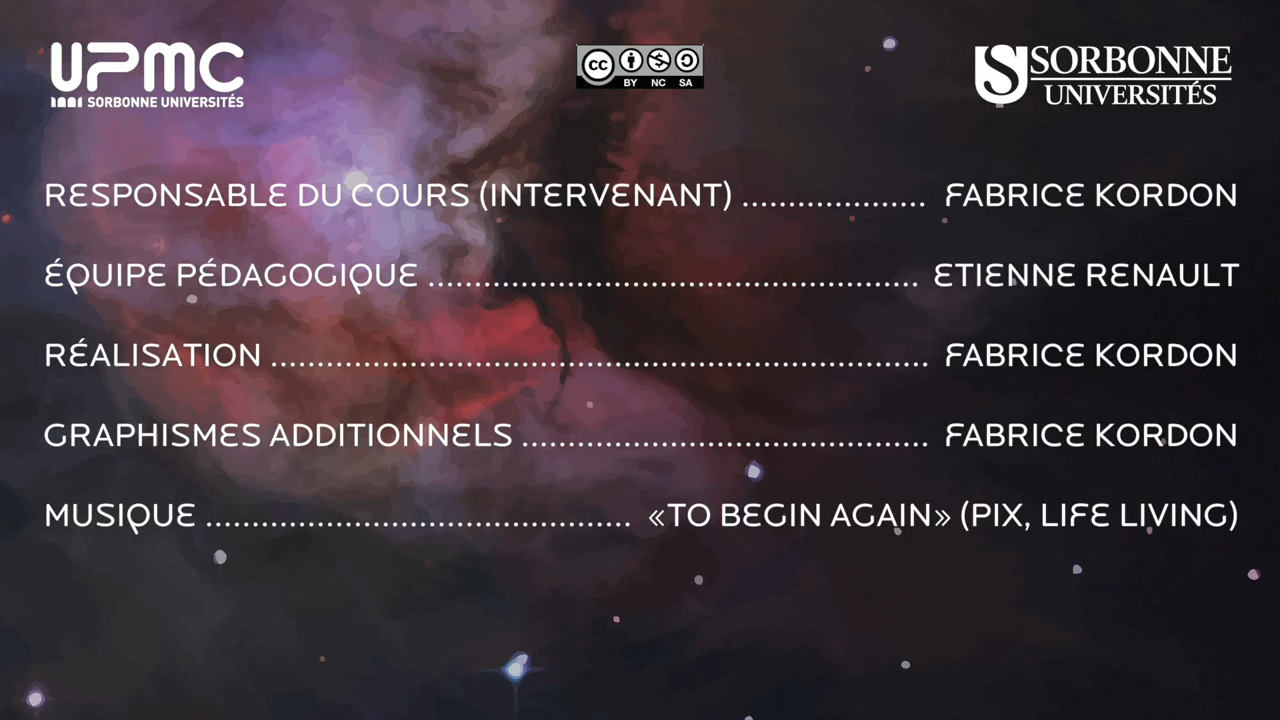 UPMC
SORBONNE UNIVERSITÉS
cc
BY NC SA
S SORBONNE
UNIVERSITÉS
RESPONSABLE DU COURS (INTERVENANT) .................... FABRICE KORDON
ÉQUIPE PÉDAGOGIQUE ..................................................... ETIENNE RENAULT
RÉALISATION ....................................................................... FABRICE KORDON
GRAPHISMES ADDITIONNELS ............................................ FABRICE KORDON
MUSIQUE .............................................. «TO BEGIN AGAIN» (PIX, LIFE LIVING)